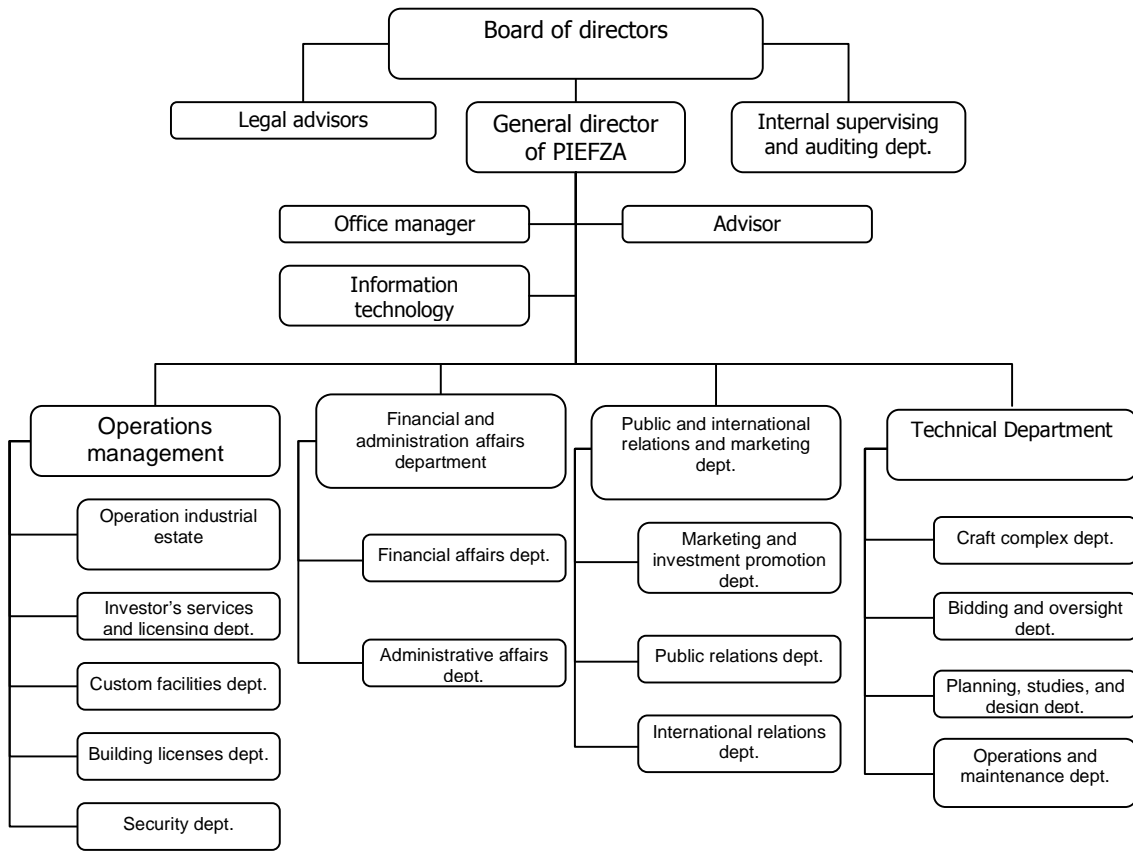 Board of directors
Legal advisors
General director
of PIEFZA
Internal supervising
and auditing dept.
Office manager
Advisor
Information
technology
Operations
management
Financial and
administration affairs
department
Public and international
relations and marketing
dept.
Technical Department
Operation industrial
estate
Investor's services
and licensing dept.
Custom facilities dept.
Building licenses dept.
Security dept.
Financial affairs dept.
Administrative affairs
dept.
Marketing and
investment promotion
dept.
Public relations dept.
International relations
dept.
Craft complex dept.
Bidding and oversight
dept.
Planning, studies, and
design dept.
Operations and
maintenance dept.